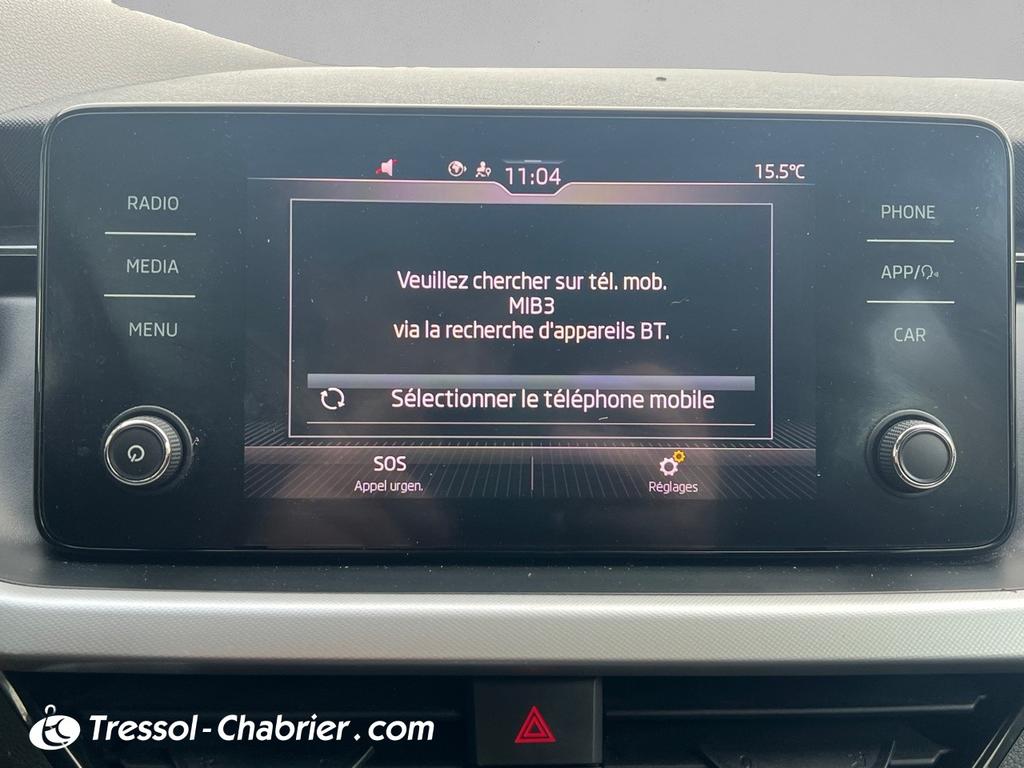 11:04
15.5°C
RADIO
MEDIA
MENU
PHONE
APP/
CAR
Veuillez chercher sur tél. mob.
MIB3
via la recherche d'appareils BT.
Sélectionner le téléphone mobile
SOS
Appel urgen.
Réglages
Tressol-Chabrier.com